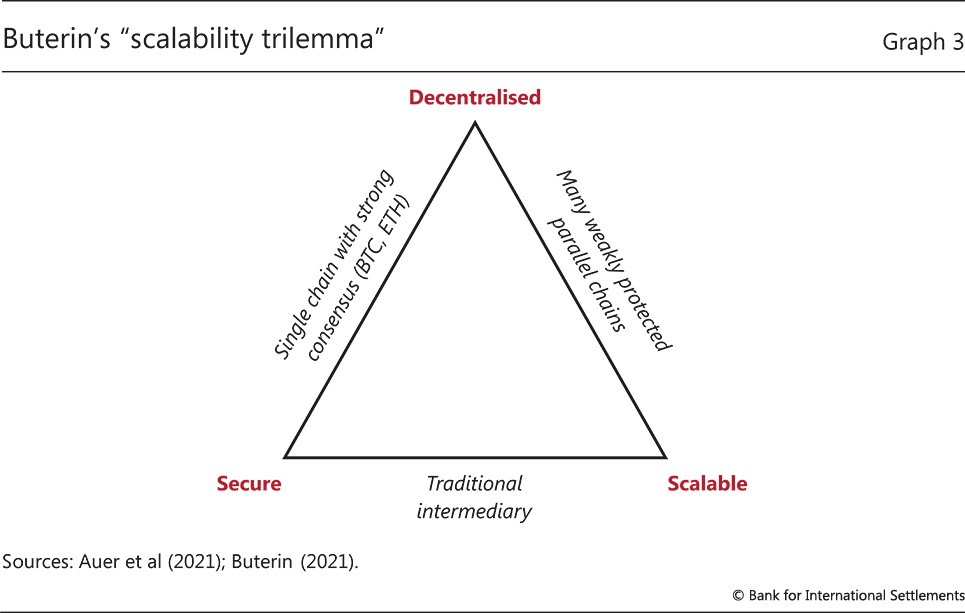 Buterin’s “scalability trilemma”
Graph 3
Decentralised
Single chain with strong
consensus (BTC, ETH)
Many weakly protected
parallel chains
Secure
Traditional
intermediary
Scalable
Sources: Auer et al (2021); Buterin (2021).
© Bank for International Settlements